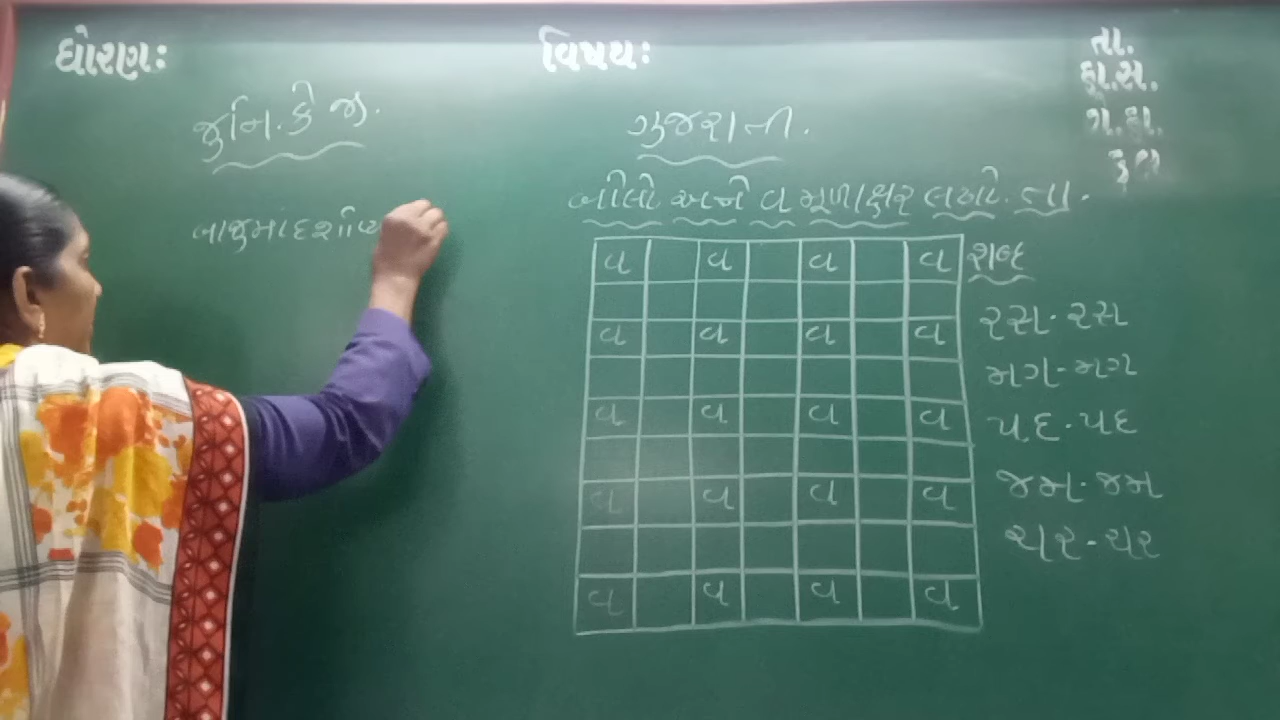 ધોરણ: વિષય: તા.
હા.સ.
ગે.હા.
કુલ
જુનિ.કે જી. ગુજરાતી.
બોલો અને વ મૂળાક્ષર લખો. તા.
બાજુમાં દર્શાવ્ય
વ વ વ વ શબ્દ
વ વ વ વ રસ - રસ
મગ - મગ
વ વ વ વ પદ - પદ
વ વ વ વ જમ - જમ
ચર - ચર
વ વ વ વ